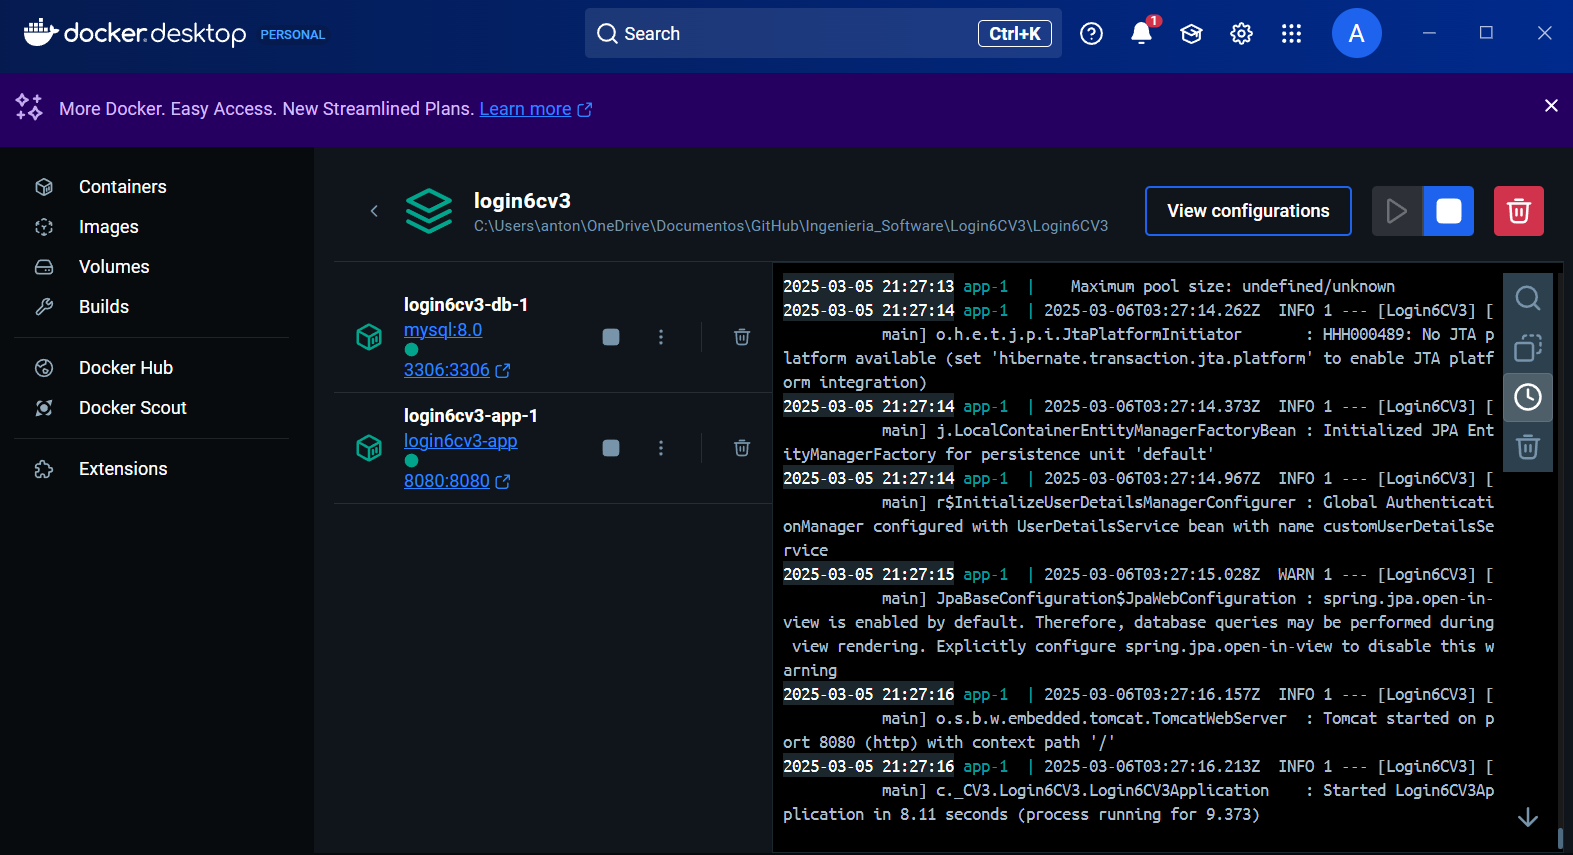 docker.desktop PERSONAL
Search Ctrl+K
1
A
More Docker. Easy Access. New Streamlined Plans. Learn more
Containers
Images
Volumes
Builds
Docker Hub
Docker Scout
Extensions
login6cv3
C:\Users\anton\OneDrive\Documentos\GitHub\Ingenieria_Software\Login6CV3\Login6CV3
View configurations
login6cv3-db-1
mysql:8.0
3306:3306
login6cv3-app-1
login6cv3-app
8080:8080
2025-03-05 21:27:13 app-1  |    Maximum pool size: undefined/unknown
2025-03-05 21:27:14 app-1  | 2025-03-06T03:27:14.262Z  INFO 1 --- [Login6CV3] [
main] o.h.e.t.j.p.i.JtaPlatformInitiator       : HHH000489: No JTA p
latform available (set 'hibernate.transaction.jta.platform' to enable JTA platf
orm integration)
2025-03-05 21:27:14 app-1  | 2025-03-06T03:27:14.373Z  INFO 1 --- [Login6CV3] [
main] j.LocalContainerEntityManagerFactoryBean : Initialized JPA Ent
ityManagerFactory for persistence unit 'default'
2025-03-05 21:27:14 app-1  | 2025-03-06T03:27:14.967Z  INFO 1 --- [Login6CV3] [
main] r$InitializeUserDetailsManagerConfigurer : Global Authenticati
onManager configured with UserDetailsService bean with name customUserDetailsSe
rvice
2025-03-05 21:27:15 app-1  | 2025-03-06T03:27:15.028Z  WARN 1 --- [Login6CV3] [
main] JpaBaseConfiguration$JpaWebConfiguration : spring.jpa.open-in-
view is enabled by default. Therefore, database queries may be performed during
view rendering. Explicitly configure spring.jpa.open-in-view to disable this w
arning
2025-03-05 21:27:16 app-1  | 2025-03-06T03:27:16.157Z  INFO 1 --- [Login6CV3] [
main] o.s.b.w.embedded.tomcat.TomcatWebServer  : Tomcat started on p
ort 8080 (http) with context path '/'
2025-03-05 21:27:16 app-1  | 2025-03-06T03:27:16.213Z  INFO 1 --- [Login6CV3] [
main] c._CV3.Login6CV3.Login6CV3Application    : Started Login6CV3Ap
plication in 8.11 seconds (process running for 9.373)